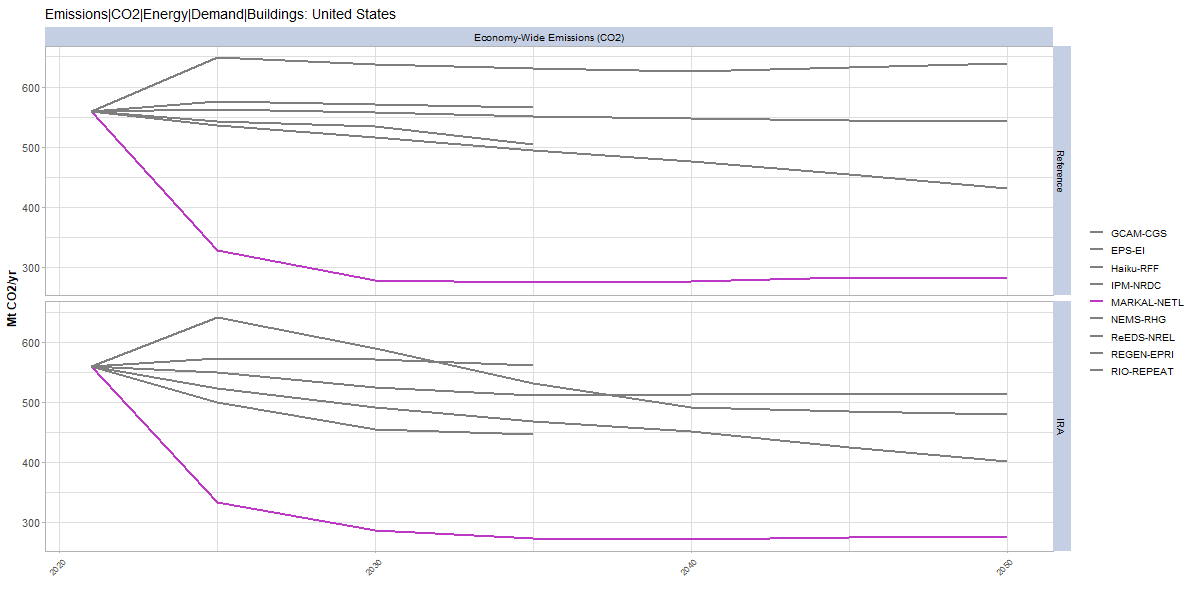 Emissions|CO2|Energy|Demand|Buildings: United States
Economy-Wide Emissions (CO2)
Mt CO2/yr
600
500
400
300
Reference
600
500
400
300
IRA
2020
2030
2040
2050
GCAM-CGS
EPS-EI
Haiku-RFF
IPM-NRDC
MARKAL-NETL
NEMS-RHG
ReEDS-NREL
REGEN-EPRI
RIO-REPEAT